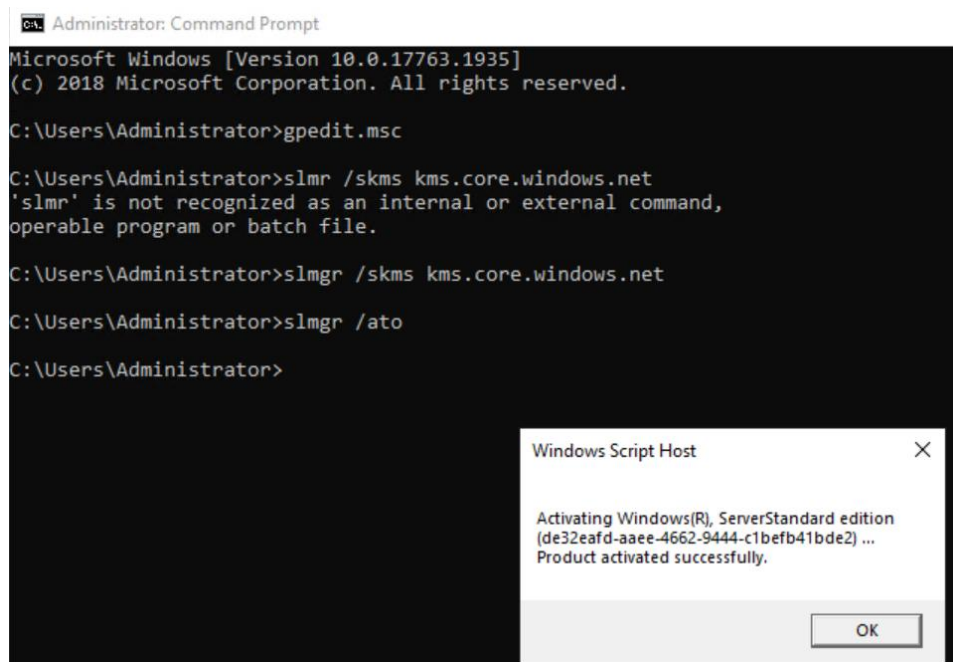 Administrator: Command Prompt
Microsoft Windows [Version 10.0.17763.1935]
(c) 2018 Microsoft Corporation. All rights reserved.
C:\Users\Administrator>gpedit.msc
C:\Users\Administrator>slmr /skms kms.core.windows.net
'slmr' is not recognized as an internal or external command,
operable program or batch file.
C:\Users\Administrator>slmgr /skms kms.core.windows.net
C:\Users\Administrator>slmgr /ato
C:\Users\Administrator>
Windows Script Host
Activating Windows(R), ServerStandard edition
(de32eafd-aaee-4662-9444-c1befb41bde2) ...
Product activated successfully.
OK